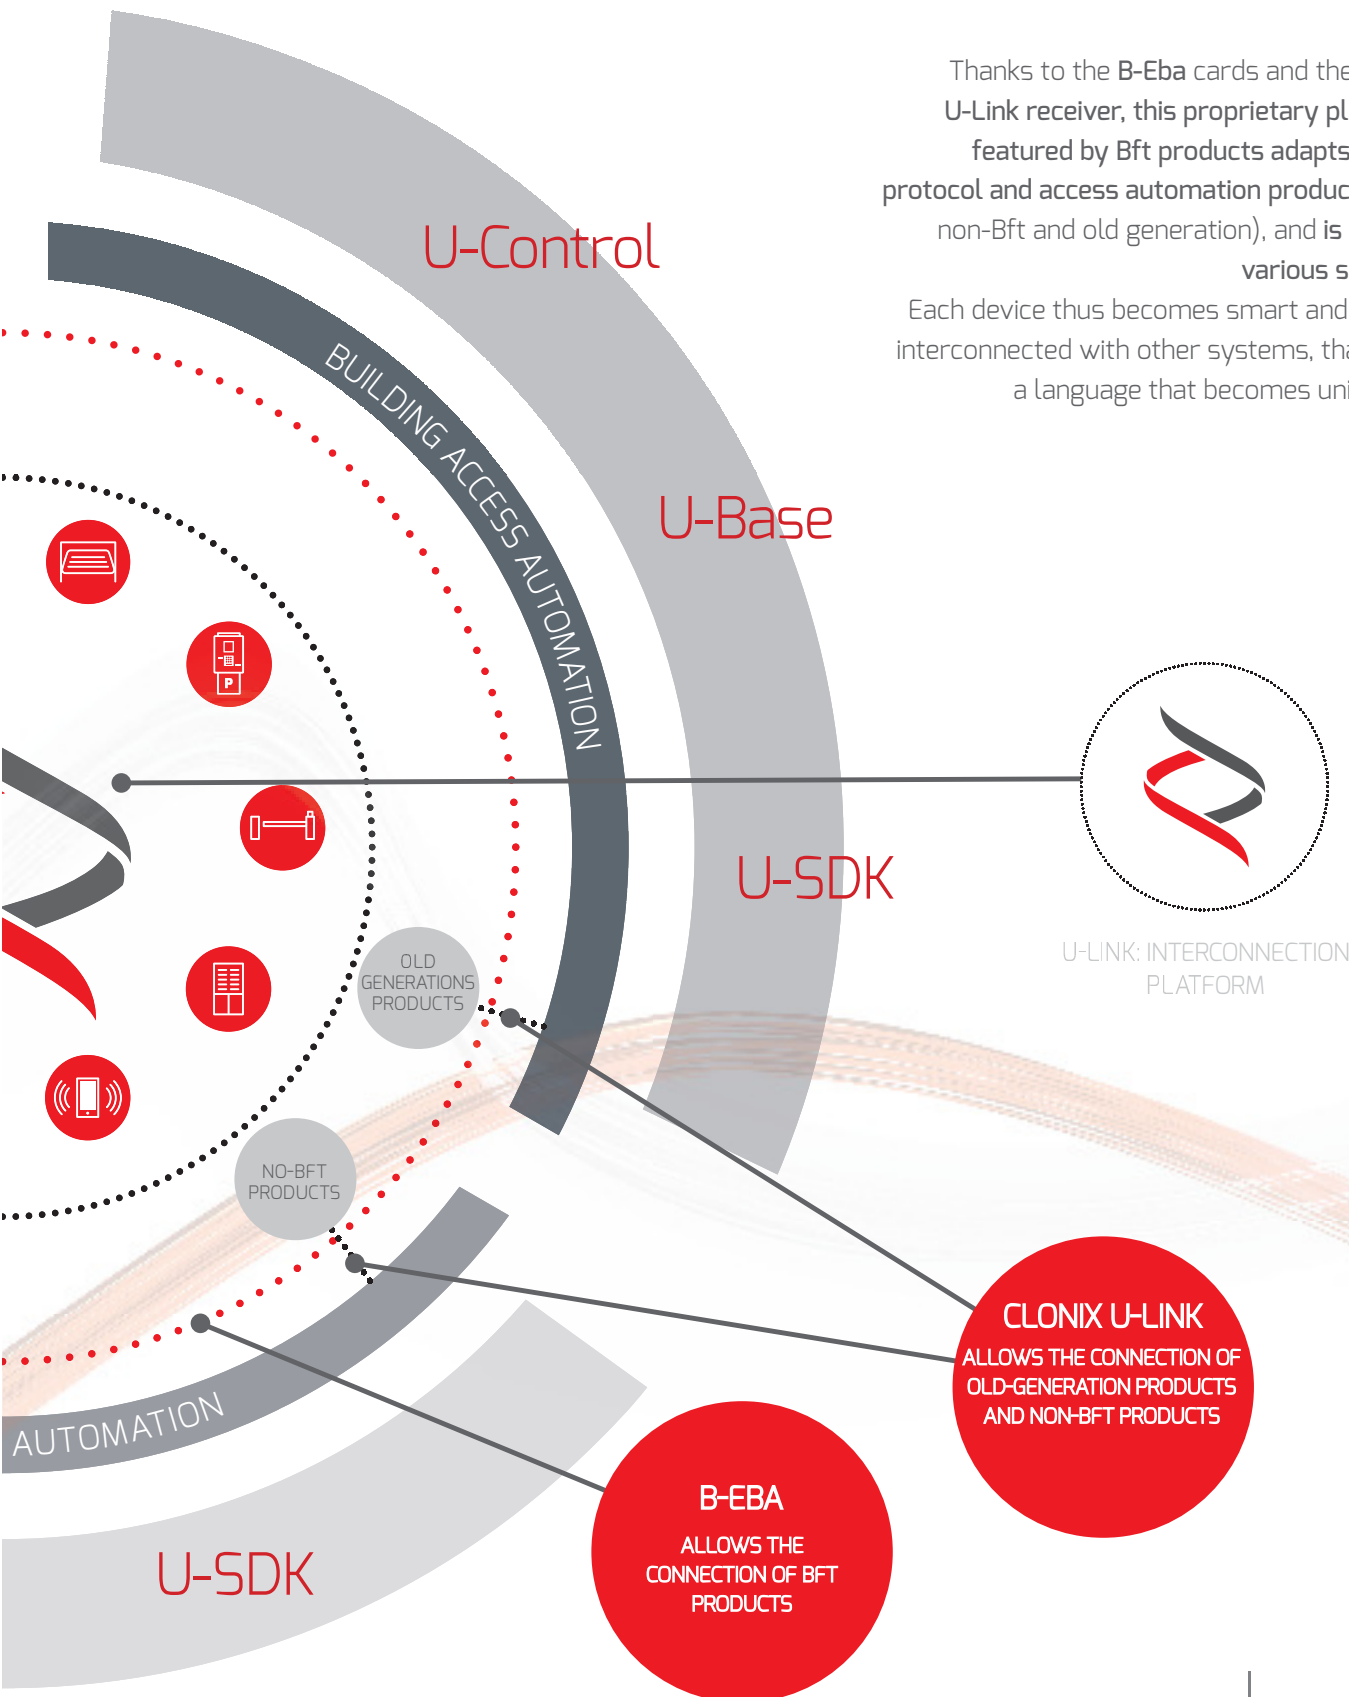 Thanks to the B-Eba cards and the
U-Link receiver, this proprietary pl
featured by Bft products adapts
protocol and access automation produc
non-Bft and old generation), and is
various s
Each device thus becomes smart and
interconnected with other systems, tha
a language that becomes uni
U-Control
BUILDING ACCESS AUTOMATION
U-Base
P
U-SDK
U-LINK: INTERCONNECTION
PLATFORM
OLD
GENERATIONS
PRODUCTS
NO-BFT
PRODUCTS
CLONIX U-LINK
ALLOWS THE CONNECTION OF
OLD-GENERATION PRODUCTS
AND NON-BFT PRODUCTS
AUTOMATION
B-EBA
ALLOWS THE
CONNECTION OF BFT
PRODUCTS
U-SDK